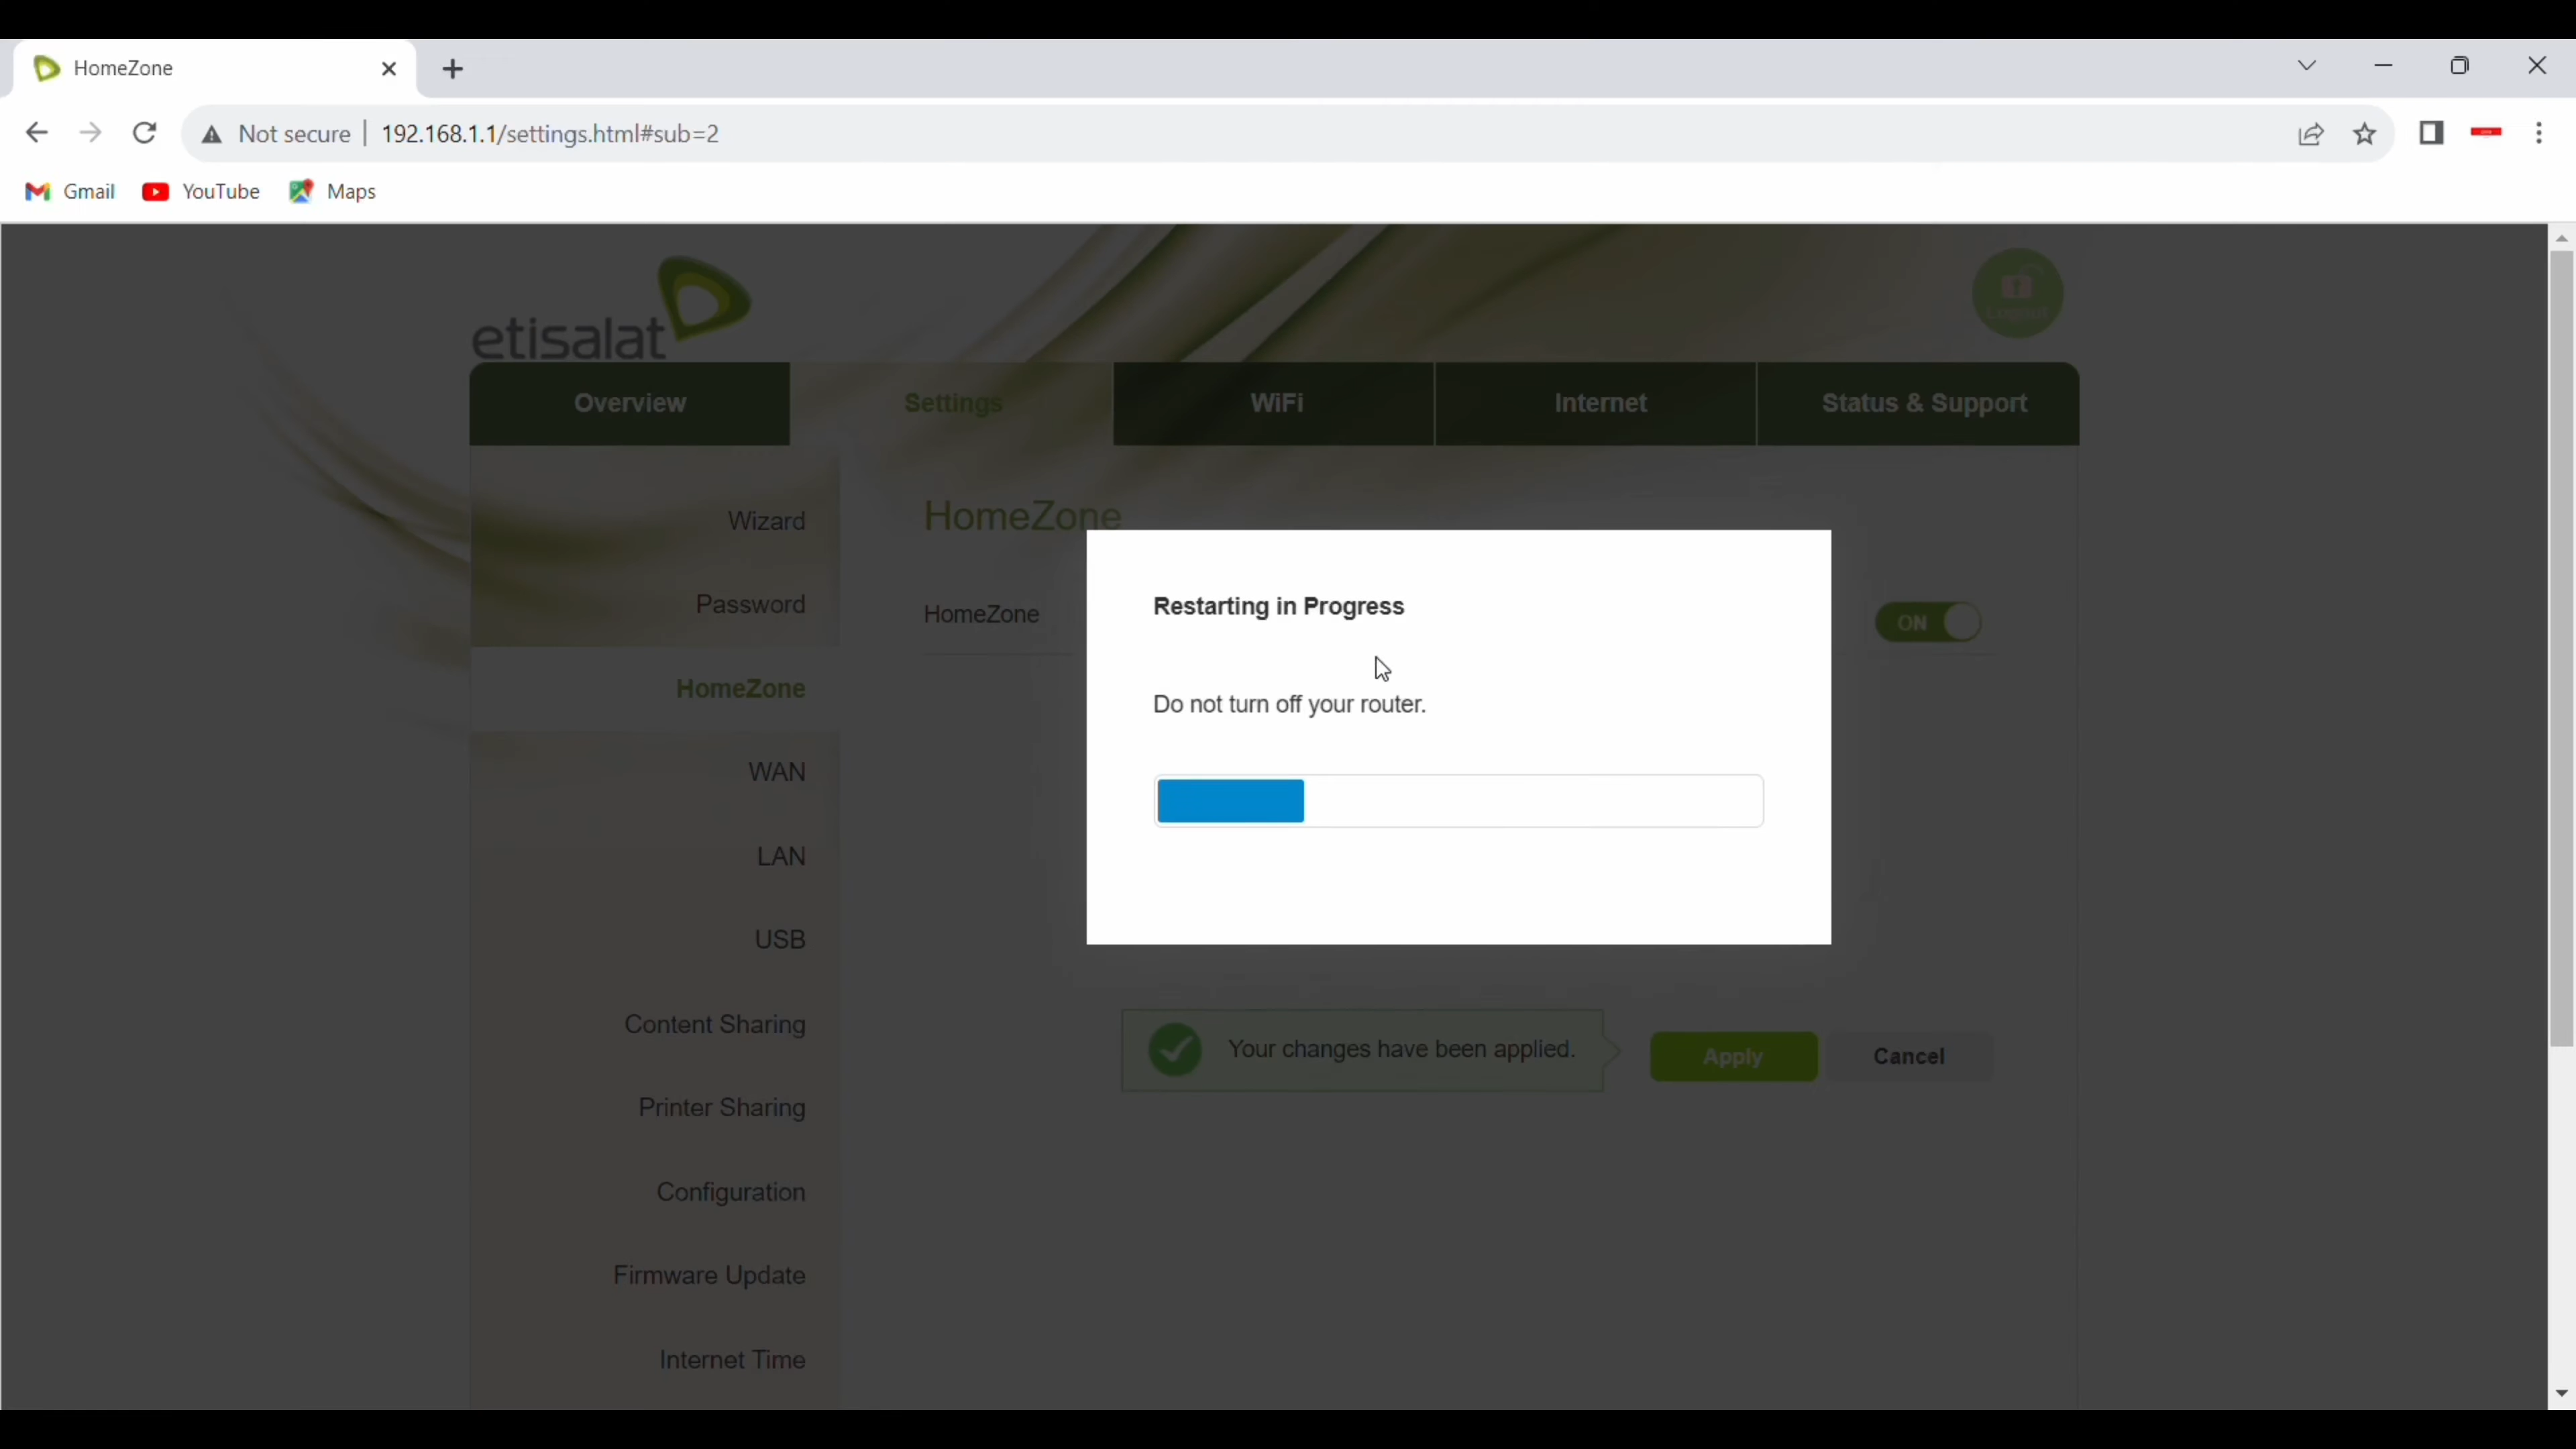 HomeZone
Not secure
192.168.1.1/settings.html#sub=2
Gmail
YouTube
Maps
etisalat
Logout
Overview
Settings
WiFi
Internet
Status & Support
Wizard
Password
HomeZone
WAN
LAN
USB
Content Sharing
Printer Sharing
Configuration
Firmware Update
Internet Time
HomeZone
HomeZone
ON
Restarting in Progress
Do not turn off your router.
Your changes have been applied.
Apply
Cancel